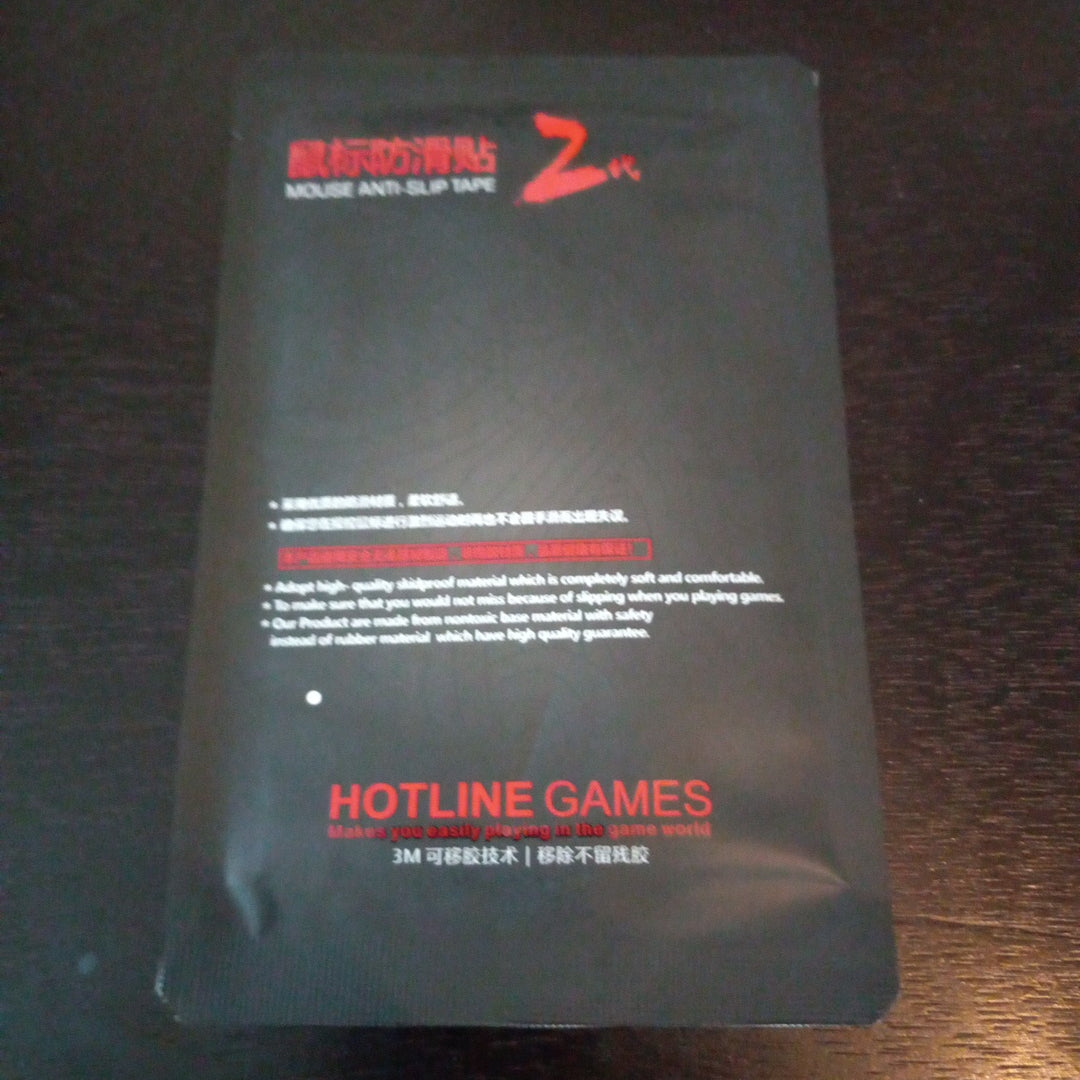 鼠标防滑贴 2代
MOUSE ANTI-SLIP TAPE
柔软舒适。
• Adapt high- quality skidproof material which is completely soft and comfortable.
• To make sure that you would not miss because of slipping when you playing games.
• Our Product are made from nontoxic base material with safety
instead of rubber material which have high quality guarantee.
HOTLINE GAMES
Makes you easily playing in the game world
3M 可移胶技术 | 移除不留残胶